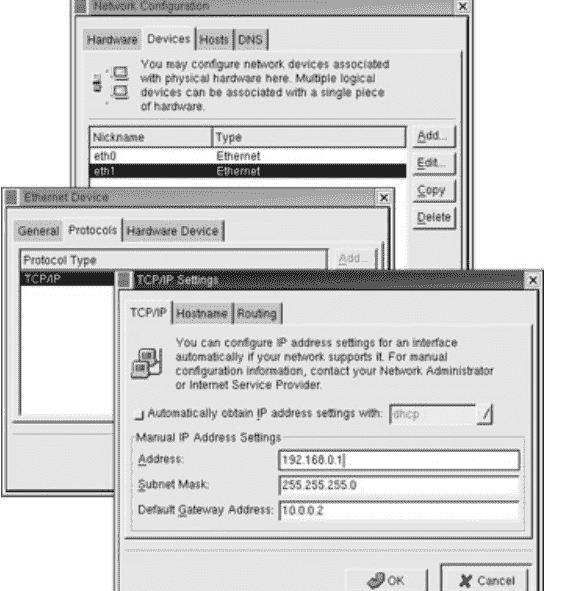 Network Configuration
Hardware Devices Hosts DNS
You may configure network devices associated
with physical hardware here. Multiple logical
devices can be associated with a single piece
of hardware.
Nickname Type
eth0 Ethernet
eth1 Ethernet
Add...
Edit...
Copy
Delete
Ethernet Device
General Protocols Hardware Device
Protocol Type
TCP/IP
Add...
TCP/IP Settings
TCP/IP Hostname Routing
You can configure IP address settings for an interface
automatically if your network supports it. For manual
configuration information, contact your Network Administrator
or Internet Service Provider.
Automatically obtain IP address settings with: dhcp
Manual IP Address Settings
Address: 192.168.0.1
Subnet Mask: 255.255.255.0
Default Gateway Address: 10.0.0.2
OK Cancel